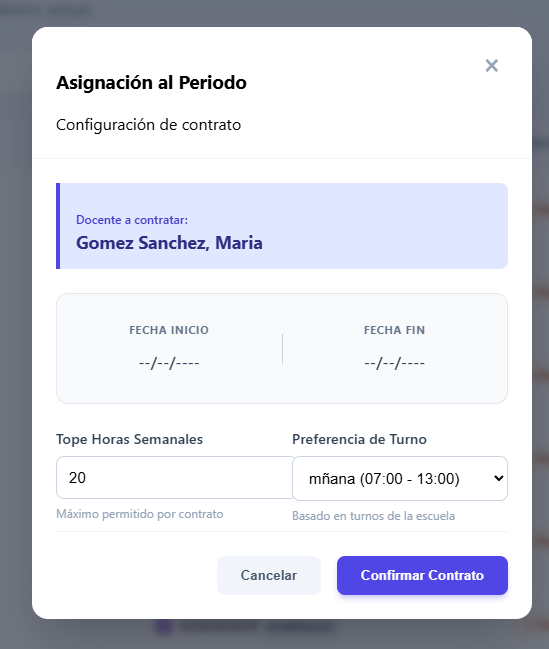 ×
Asignación al Periodo
Configuración de contrato
Docente a contratar:
Gomez Sanchez, Maria
FECHA INICIO
--/--/----
FECHA FIN
--/--/----
Tope Horas Semanales
20
Máximo permitido por contrato
Preferencia de Turno
mñana (07:00 - 13:00)
Basado en turnos de la escuela
Cancelar
Confirmar Contrato